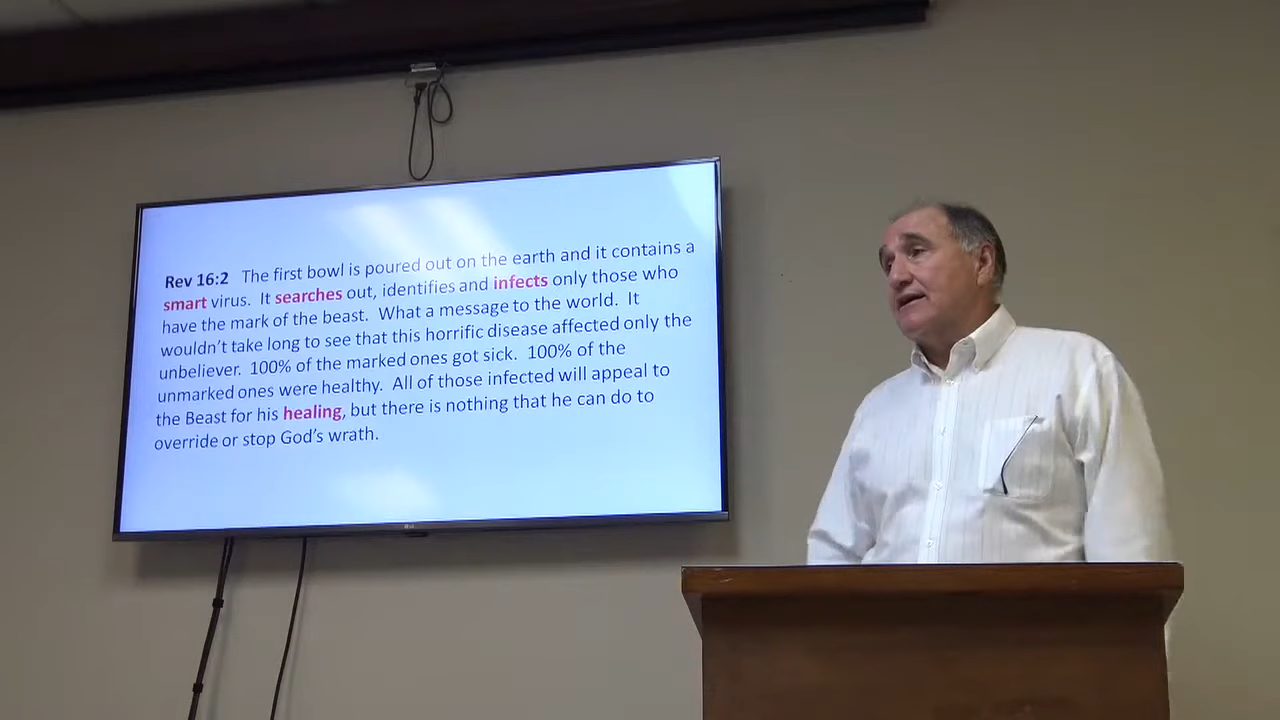 Rev 16:2 The first bowl is poured out on the earth and it contains a
smart virus. It searches out, identifies and infects only those who
have the mark of the beast. What a message to the world. It
wouldn't take long to see that this horrific disease affected only the
unbeliever. 100% of the marked ones got sick. 100% of the
unmarked ones were healthy. All of those infected will appeal to
the Beast for his healing, but there is nothing that he can do to
override or stop God's wrath.
LG